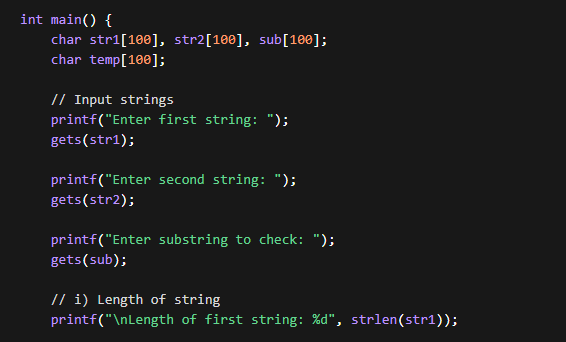 int main() {
    char str1[100], str2[100], sub[100];
    char temp[100];

    // Input strings
    printf("Enter first string: ");
    gets(str1);

    printf("Enter second string: ");
    gets(str2);

    printf("Enter substring to check: ");
    gets(sub);

    // i) Length of string
    printf("\nLength of first string: %d", strlen(str1));